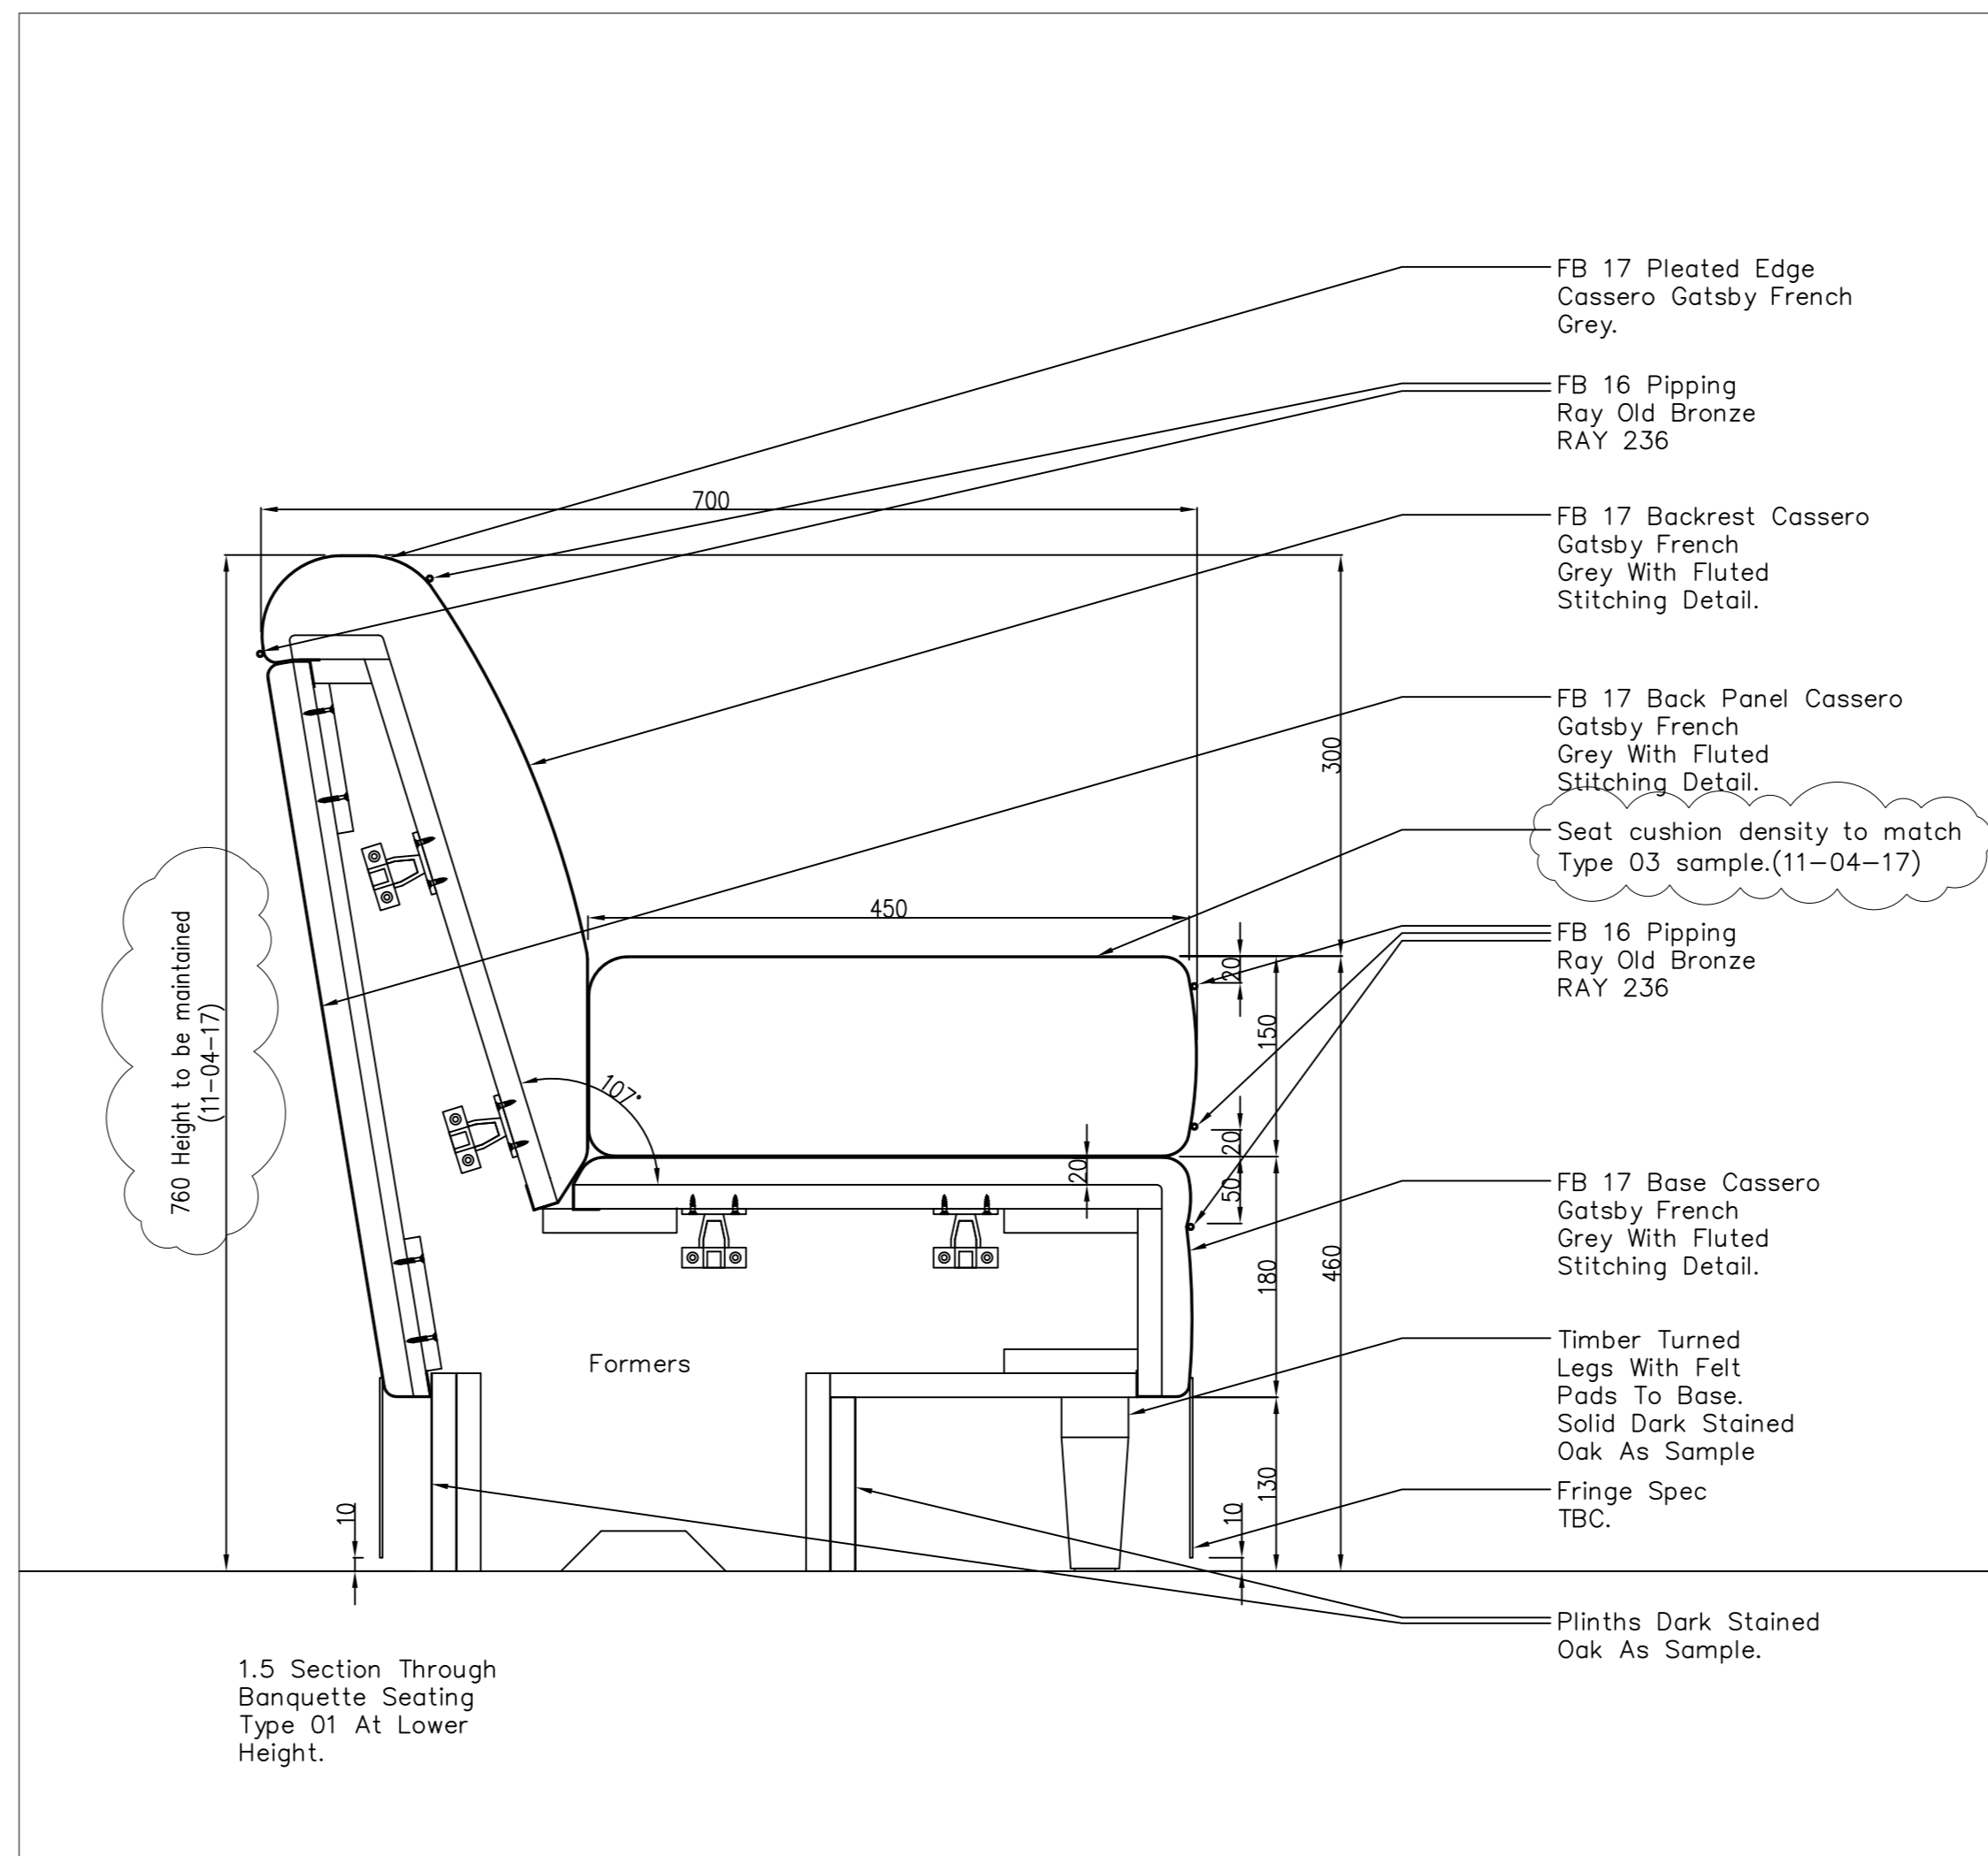 FB 17 Pleated Edge
Cassero Gatsby French
Grey.
FB 16 Pipping
Ray Old Bronze
RAY 236
700
FB 17 Backrest Cassero
Gatsby French
Grey With Fluted
Stitching Detail.
FB 17 Back Panel Cassero
Gatsby French
Grey With Fluted
Stitching Detail.
300
Seat cushion density to match
Type 03 sample.(11-04-17)
450
FB 16 Pipping
Ray Old Bronze
RAY 236
20
150
760 Height to be maintained
(11-04-17)
107°
20
20
50
FB 17 Base Cassero
Gatsby French
Grey With Fluted
Stitching Detail.
180
460
Formers
Timber Turned
Legs With Felt
Pads To Base.
Solid Dark Stained
Oak As Sample
130
10
10
Fringe Spec
TBC.
Plinths Dark Stained
Oak As Sample.
1.5 Section Through
Banquette Seating
Type 01 At Lower
Height.